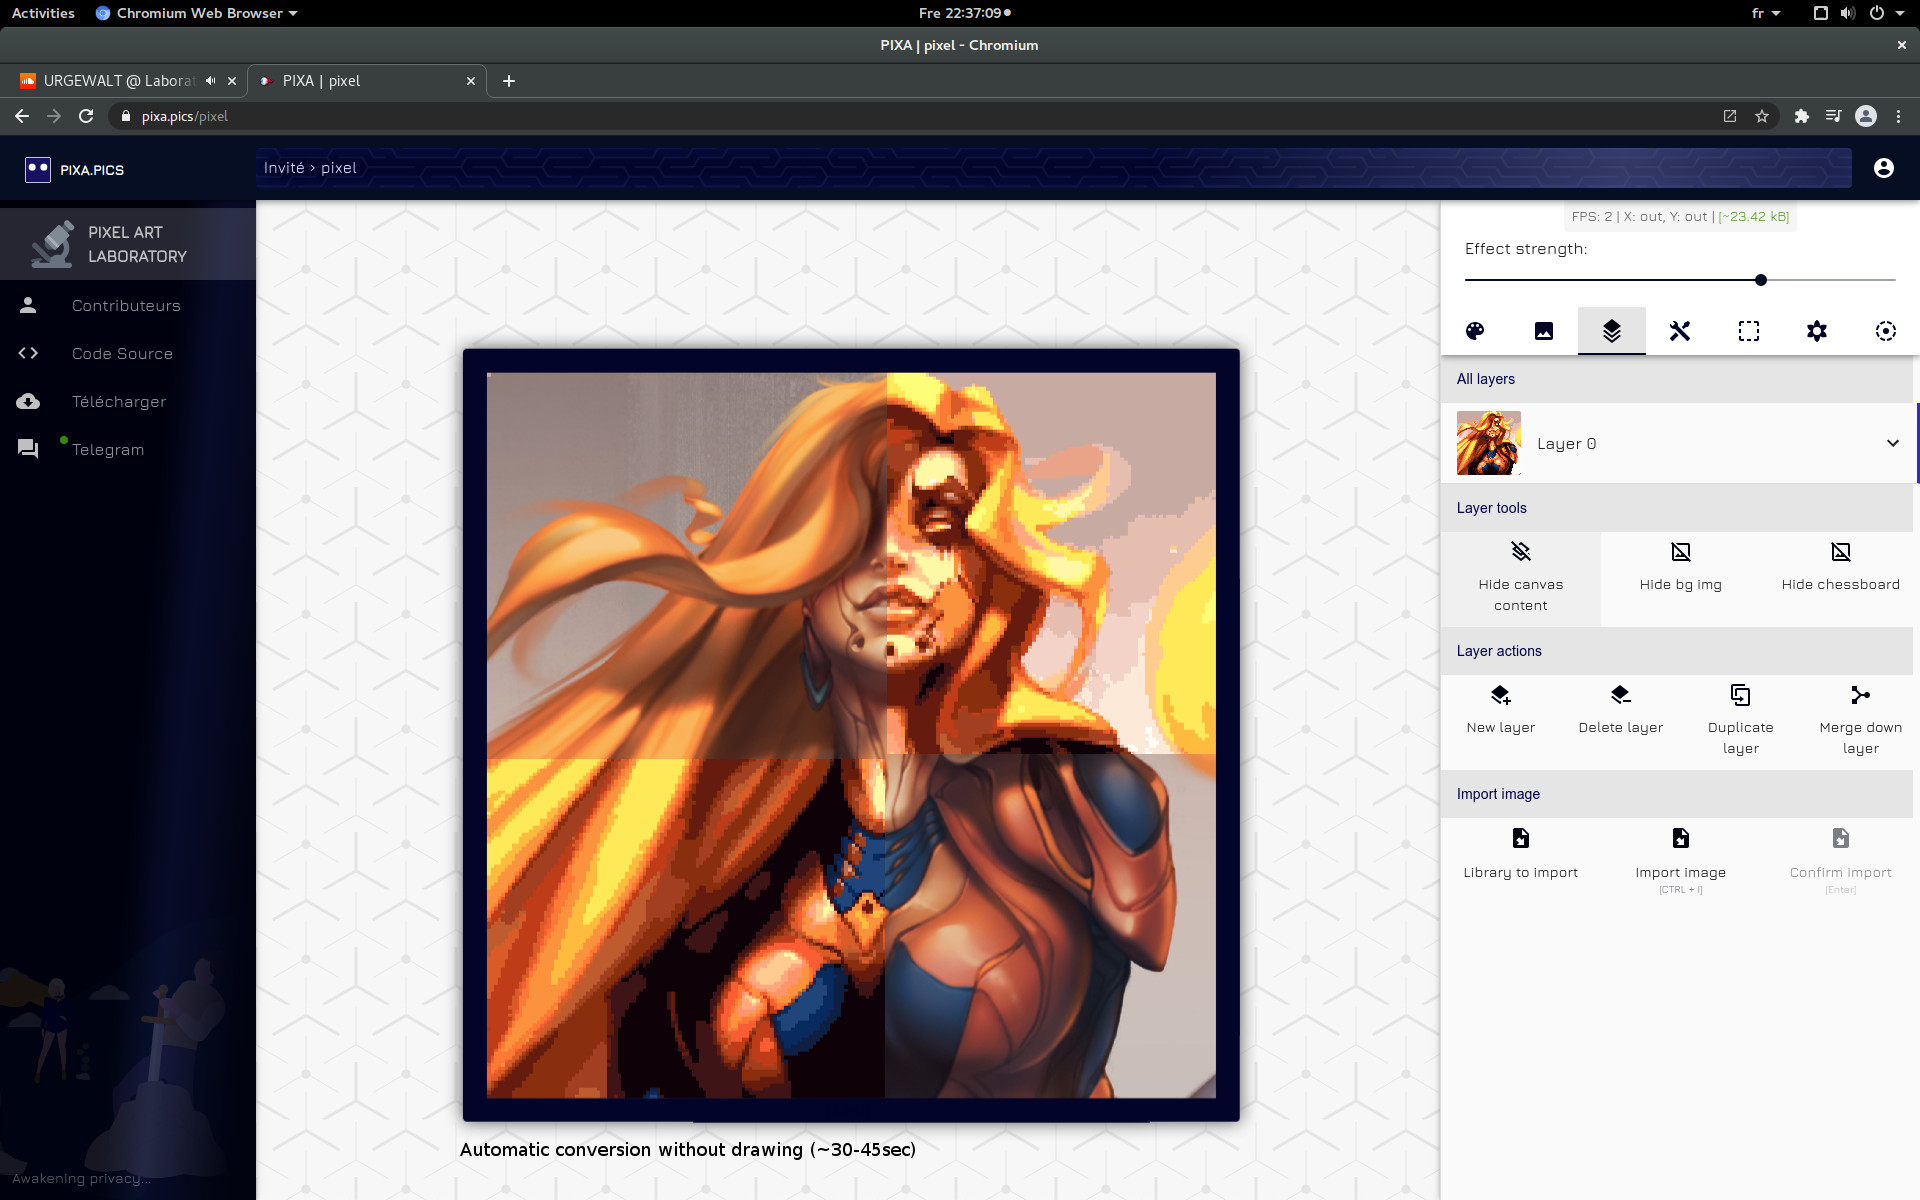 Activities
Chromium Web Browser
Fre 22:37:09
fr
PIXA | pixel - Chromium
URGEWALT @ Laborat
PIXA | pixel
pixa.pics/pixel
PIXA.PICS
Invité > pixel
PIXEL ART
LABORATORY
Contributeurs
Code Source
Télécharger
Telegram
Awakening privacy...
Automatic conversion without drawing (~30-45sec)
FPS: 2 | X: out, Y: out | [~23.42 kB]
Effect strength:
All layers
Layer 0
Layer tools
Hide canvas
content
Hide bg img
Hide chessboard
Layer actions
New layer
Delete layer
Duplicate
layer
Merge down
layer
Import image
Library to import
Import image
[CTRL + I]
Confirm import
[Enter]